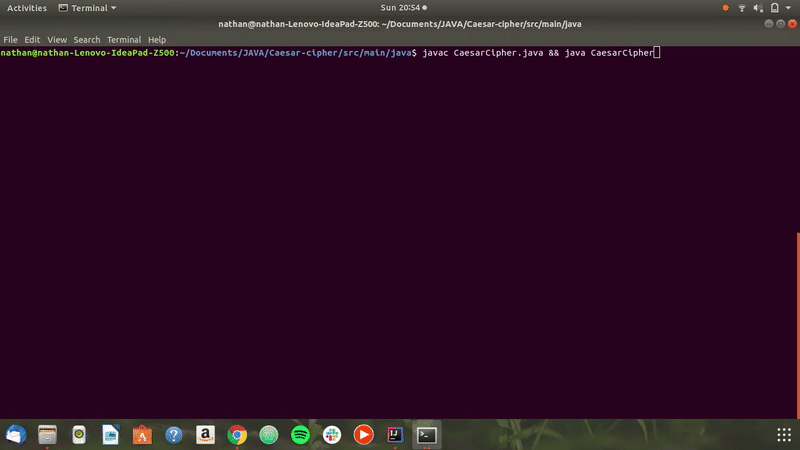 Activities Terminal Sun 20:54
nathan@nathan-Lenovo-IdeaPad-Z500: ~/Documents/JAVA/Caesar-cipher/src/main/java
File Edit View Search Terminal Help
nathan@nathan-Lenovo-IdeaPad-Z500:~/Documents/JAVA/Caesar-cipher/src/main/java$ javac CaesarCipher.java && java CaesarCipher